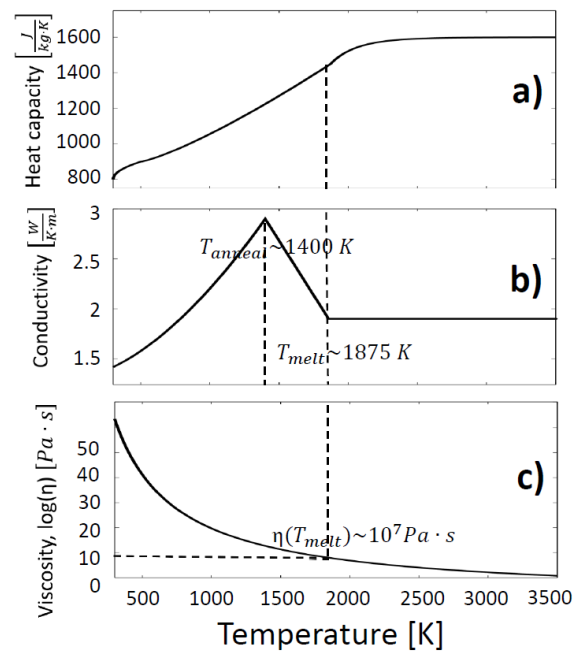 Heat capacity [J/kg·K]
1600
1400
1200
1000
800
a)
Conductivity [W/K·m]
3
2.5
2
1.5
T_anneal~1400 K
T_melt~1875 K
b)
Viscosity, log(η) [Pa · s]
50
40
30
20
10
0
η(T_melt)~10^7 Pa · s
c)
500 1000 1500 2000 2500 3000 3500
Temperature [K]